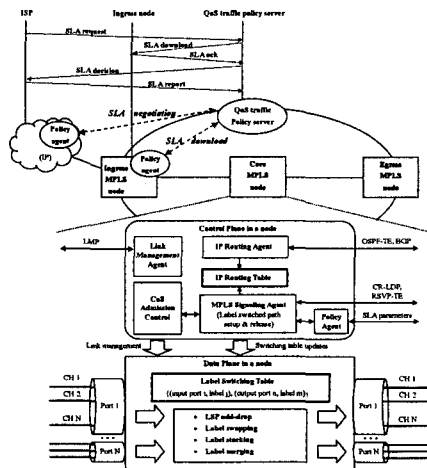 ISP Ingress node QoS traffic policy server
SLA request
SLA download
SLA ack
SLA decision
SLA report
SLA negotiating
QoS traffic
Policy server
Policy
agent
(IP)
SLA download
Policy
agent
Ingress
MPLS
node
Core
MPLS
node
Egress
MPLS
node
Control Plane in a node
LMP
Link
Management
Agent
IP Routing Agent
OSPF-TE, BGP
IP Routing Table
Call
Admission
Control
MPLS Signaling Agent
(Label switched path
setup & release)
CR-LDP,
RSVP-TE
Policy
Agent
SLA parameters
Link management
Switching table updates
Data Plane in a node
CH 1
CH 2
CH N
Port 1
...
Port N
Label Switching Table
{(input port i, label j), (output port n, label m)}
• LSP add-drop
• Label swapping
• Label stacking
• Label merging
Port 1
...
Port N
CH 1
CH 2
CH N